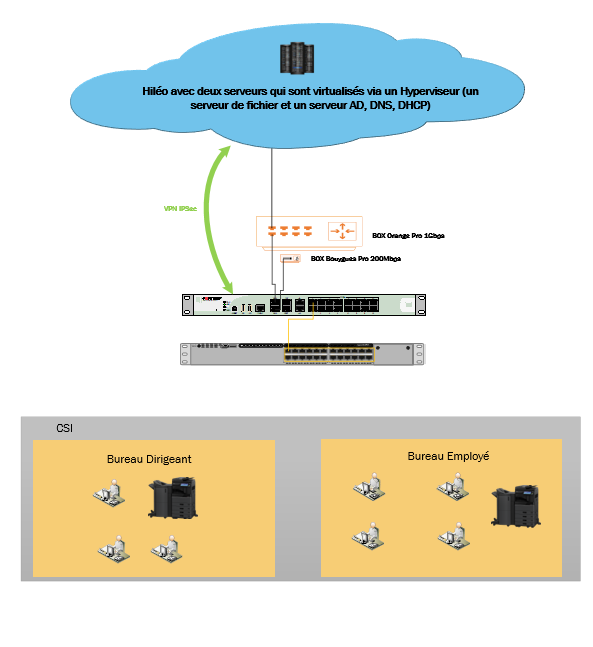 Hiléo avec deux serveurs qui sont virtualisés via un Hyperviseur (un
serveur de fichier et un serveur AD, DNS, DHCP)
VPN IPSec
BOX Orange Pro 1Gbps
BOX Bouygues Pro 200Mbps
CSI
Bureau Dirigeant
Bureau Employé